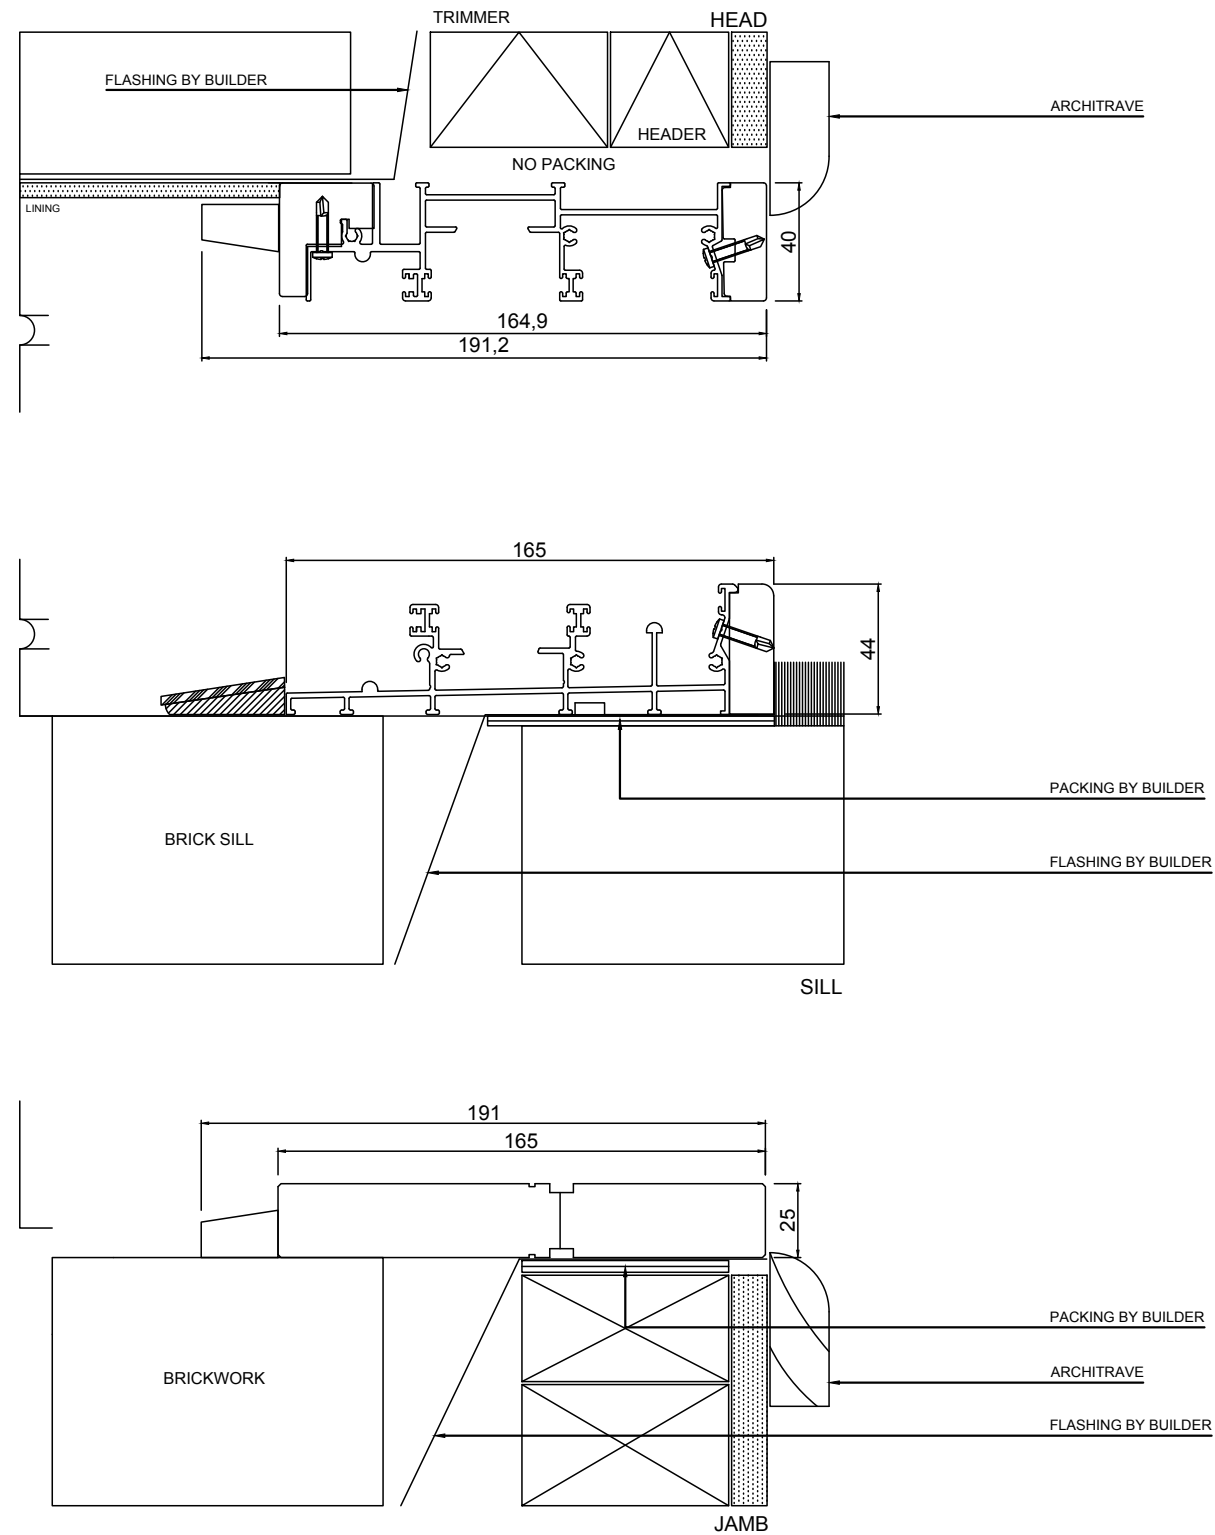 TRIMMER
HEAD
FLASHING BY BUILDER
ARCHITRAVE
HEADER
NO PACKING
LINING
40
164,9
191,2
165
44
PACKING BY BUILDER
BRICK SILL
FLASHING BY BUILDER
SILL
191
165
25
PACKING BY BUILDER
ARCHITRAVE
BRICKWORK
FLASHING BY BUILDER
JAMB